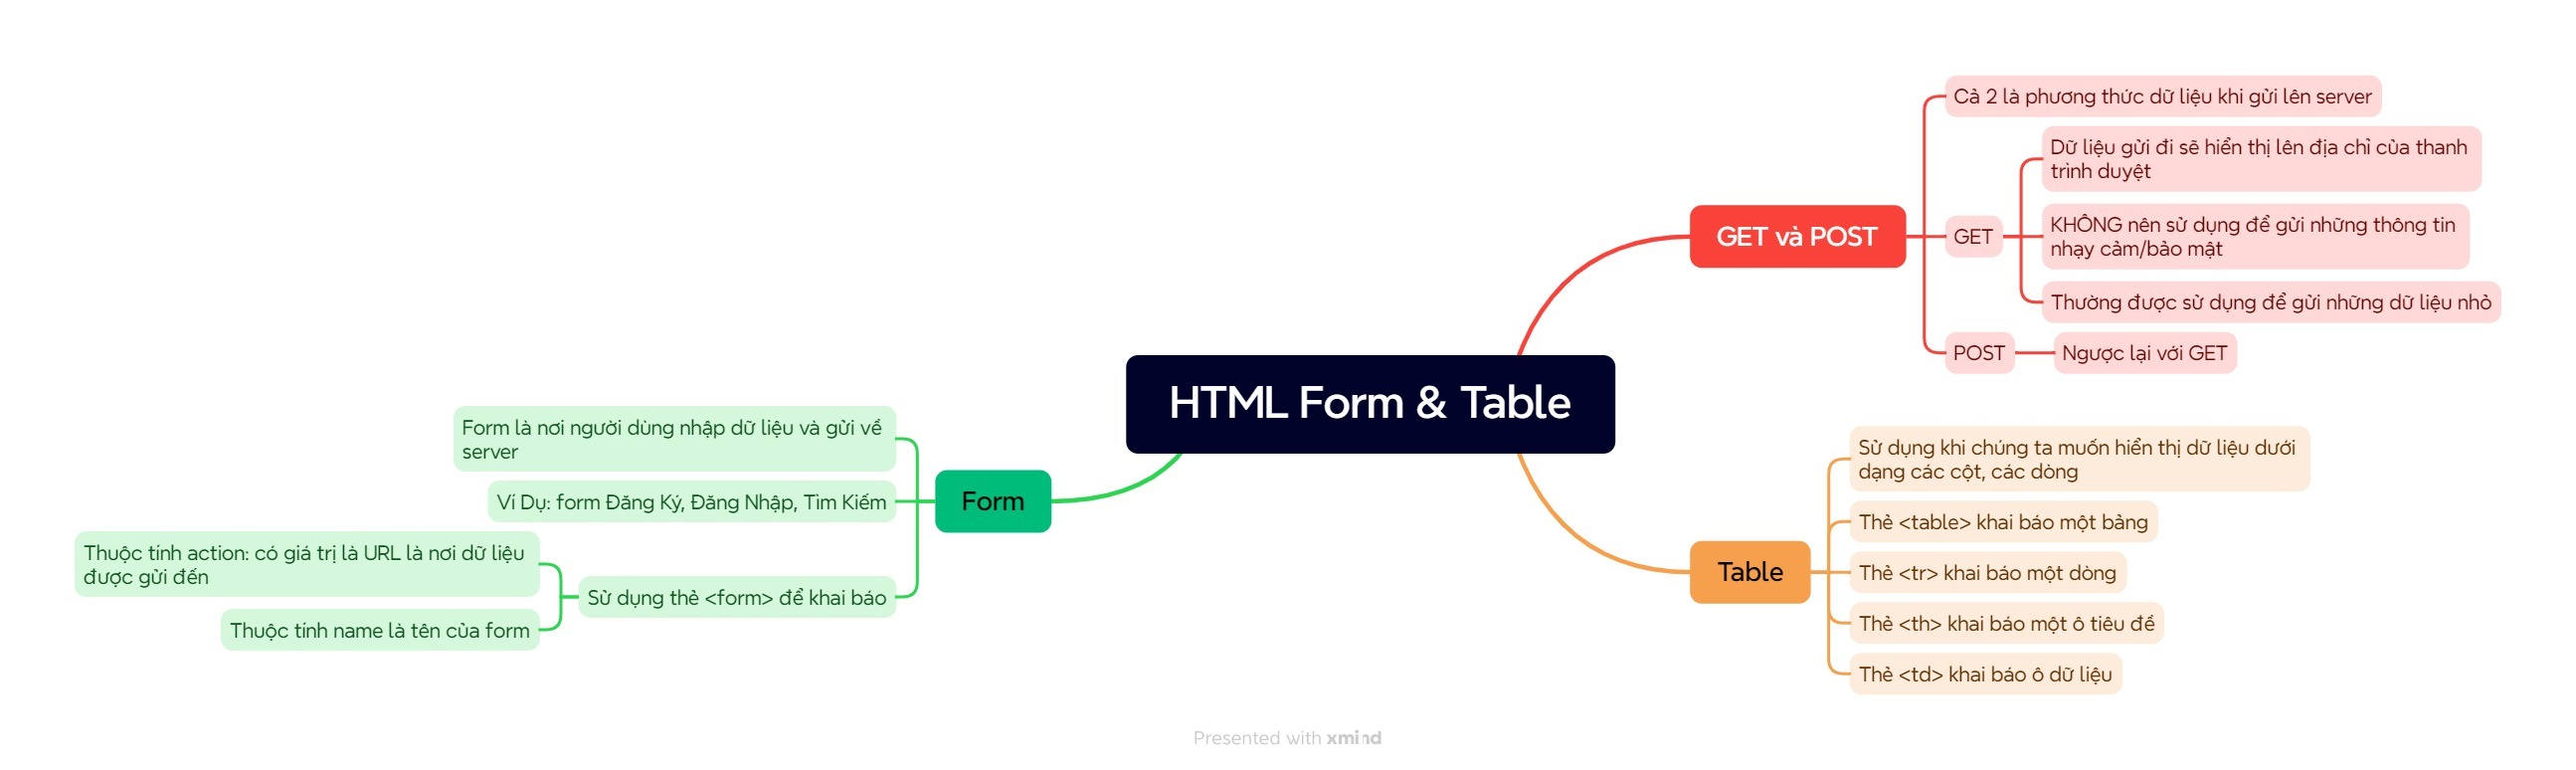 HTML Form & Table
GET và POST
Cả 2 là phương thức dữ liệu khi gửi lên server
GET
Dữ liệu gửi đi sẽ hiển thị lên địa chỉ của thanh
trình duyệt
KHÔNG nên sử dụng để gửi những thông tin
nhạy cảm/bảo mật
Thường được sử dụng để gửi những dữ liệu nhỏ
POST
Ngược lại với GET
Table
Sử dụng khi chúng ta muốn hiển thị dữ liệu dưới
dạng các cột, các dòng
Thẻ <table> khai báo một bảng
Thẻ <tr> khai báo một dòng
Thẻ <th> khai báo một ô tiêu đề
Thẻ <td> khai báo ô dữ liệu
Form
Form là nơi người dùng nhập dữ liệu và gửi về
server
Ví Dụ: form Đăng Ký, Đăng Nhập, Tìm Kiếm
Sử dụng thẻ <form> để khai báo
Thuộc tính action: có giá trị là URL là nơi dữ liệu
được gửi đến
Thuộc tính name là tên của form
Presented with xmind